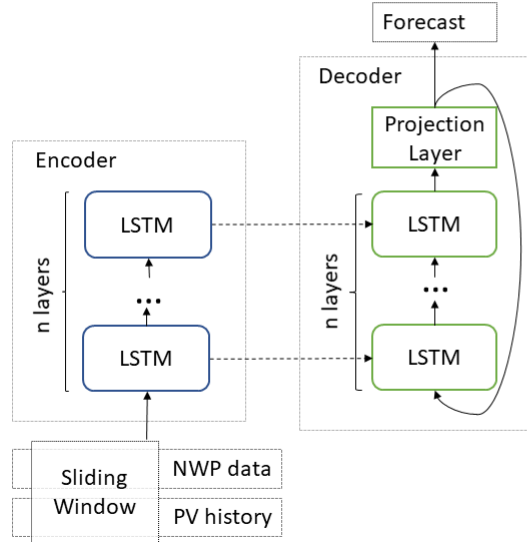 Forecast
Decoder
Projection
Layer
Encoder
LSTM
LSTM
n layers
n layers
...
...
LSTM
LSTM
Sliding
Window
NWP data
PV history